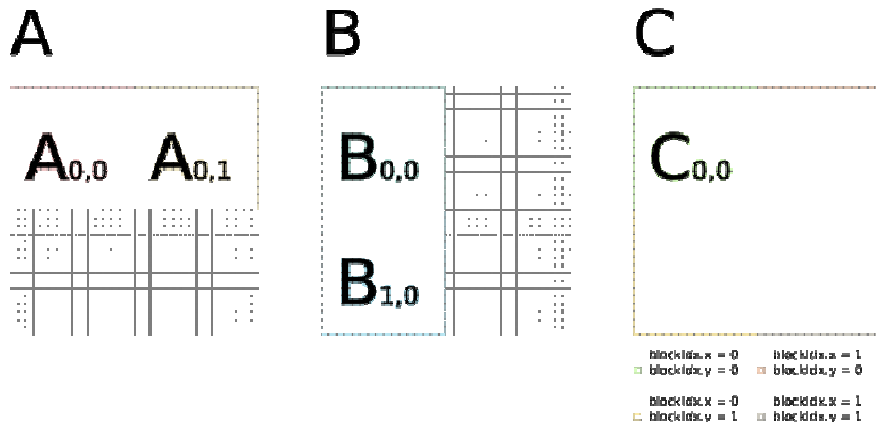 A B C
A0,0 A0,1 B0,0 C0,0
B1,0
blockIdx.x = 0 blockIdx.x = 1
blockIdx.y = 0 blockIdx.y = 0
blockIdx.x = 0 blockIdx.x = 1
blockIdx.y = 1 blockIdx.y = 1